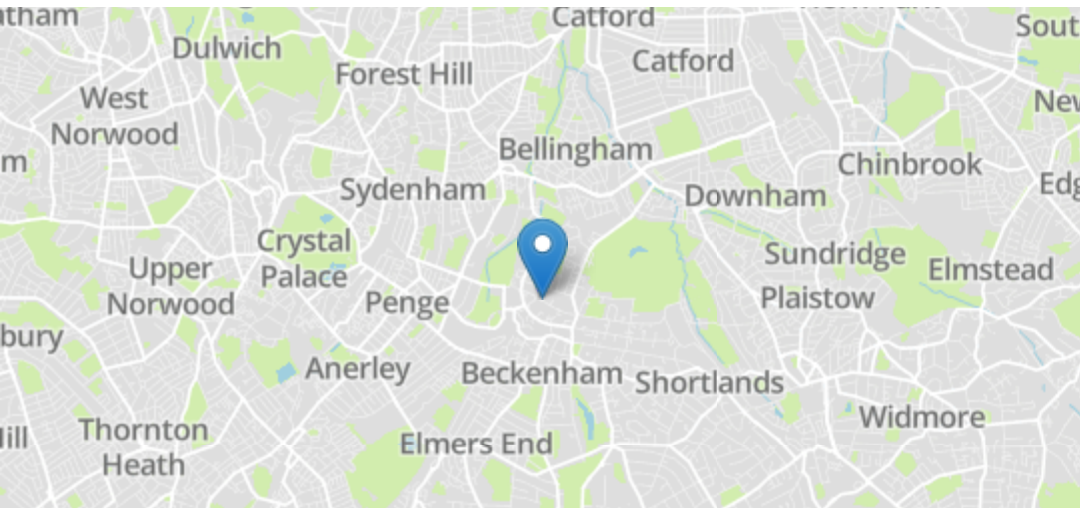 Catford
Dulwich
Catford
Forest Hill
West
Norwood
Bellingham
Chinbrook
Sydenham
Downham
Crystal
Palace
Sundridge
Upper
Norwood
Elmstead
Penge
Plaistow
bury
Anerley
Beckenham
Shortlands
Widmore
Thornton
Heath
Elmers End